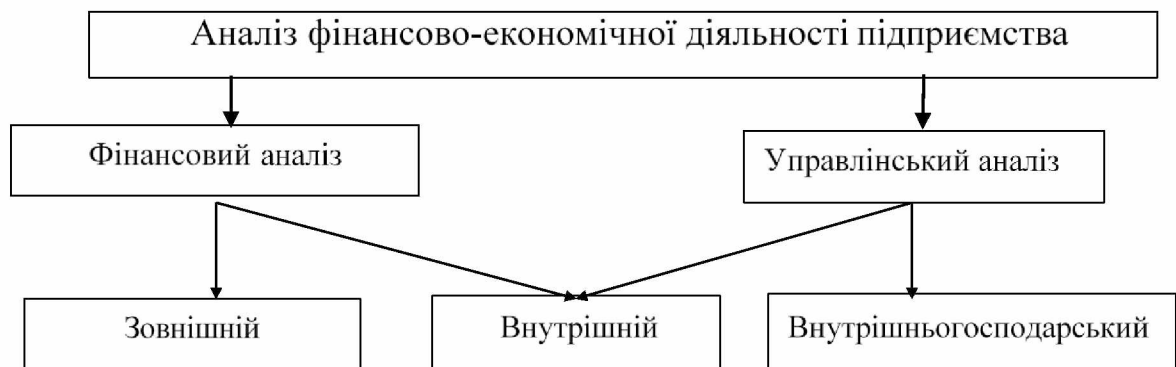 Аналіз фінансово-економічної діяльності підприємства
Фінансовий аналіз
Управлінський аналіз
Зовнішній
Внутрішній
Внутрішньогосподарський